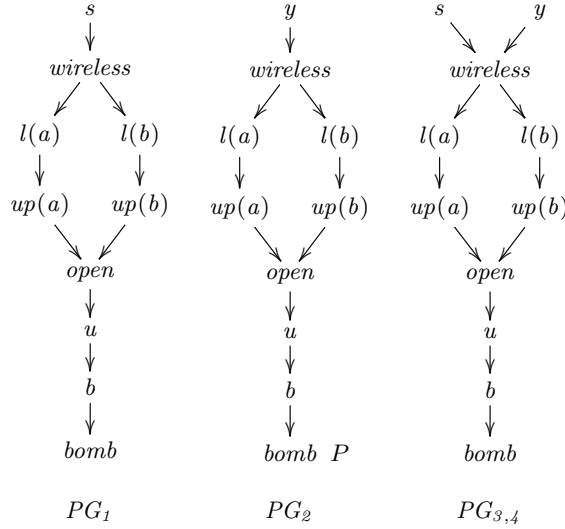 s y s y
wireless wireless wireless
l(a) l(b) l(a) l(b) l(a) l(b)
up(a) up(b) up(a) up(b) up(a) up(b)
open open open
u u u
b b b
bomb bomb P bomb
PG1 PG2 PG3,4